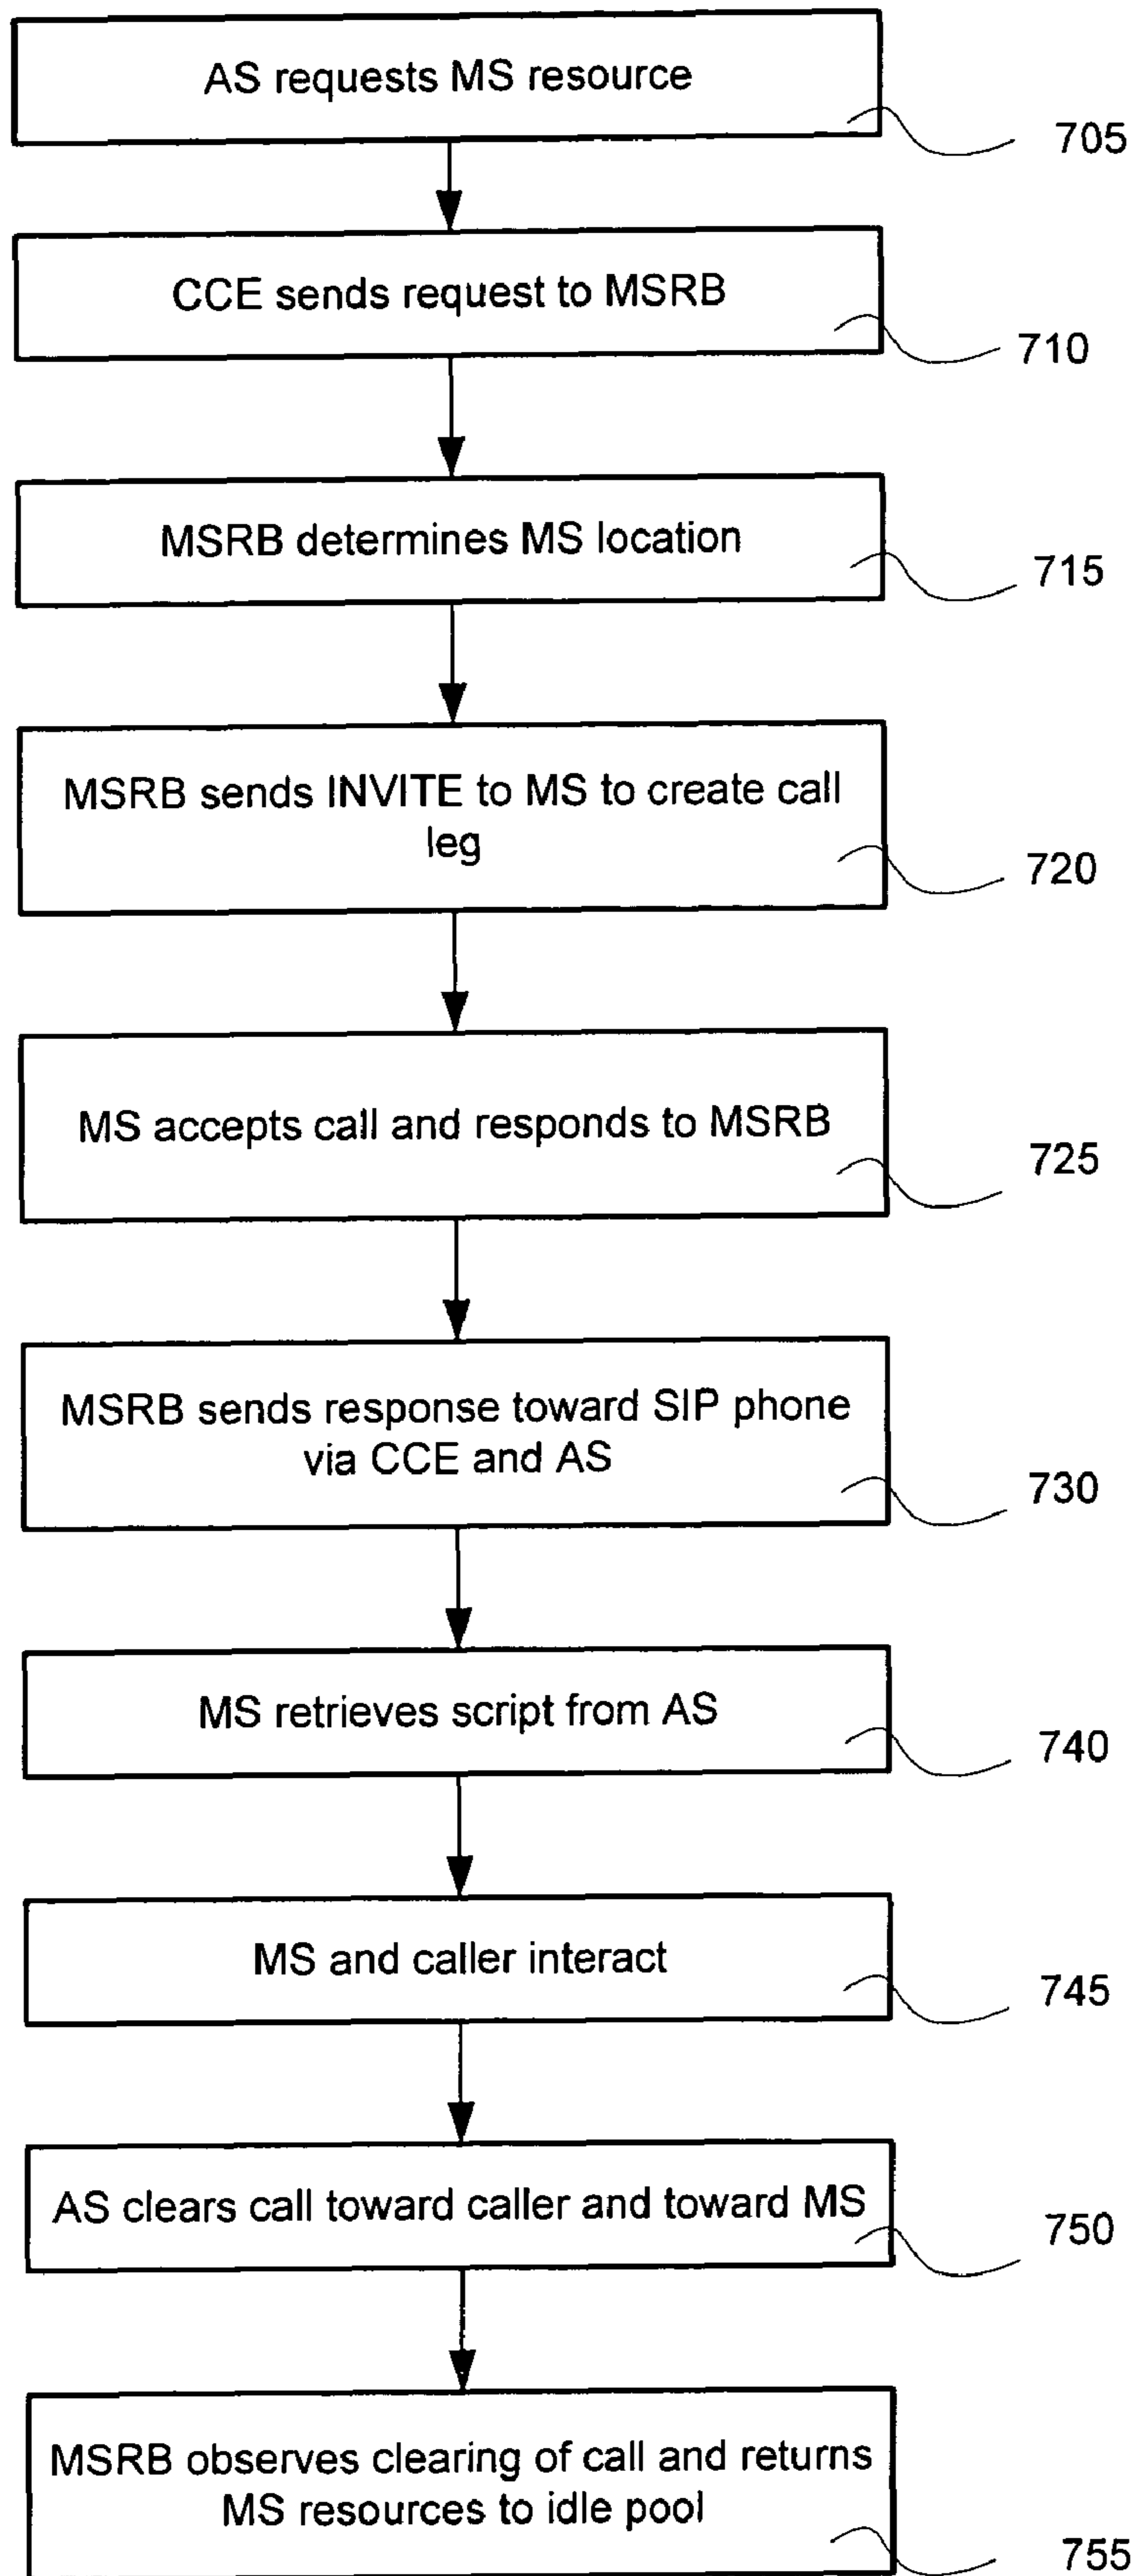 AS requests MS resource
705
CCE sends request to MSRB
710
MSRB determines MS location
715
MSRB sends INVITE to MS to create call
leg
720
MS accepts call and responds to MSRB
725
MSRB sends response toward SIP phone
via CCE and AS
730
MS retrieves script from AS
740
MS and caller interact
745
AS clears call toward caller and toward MS
750
MSRB observes clearing of call and returns
MS resources to idle pool
755